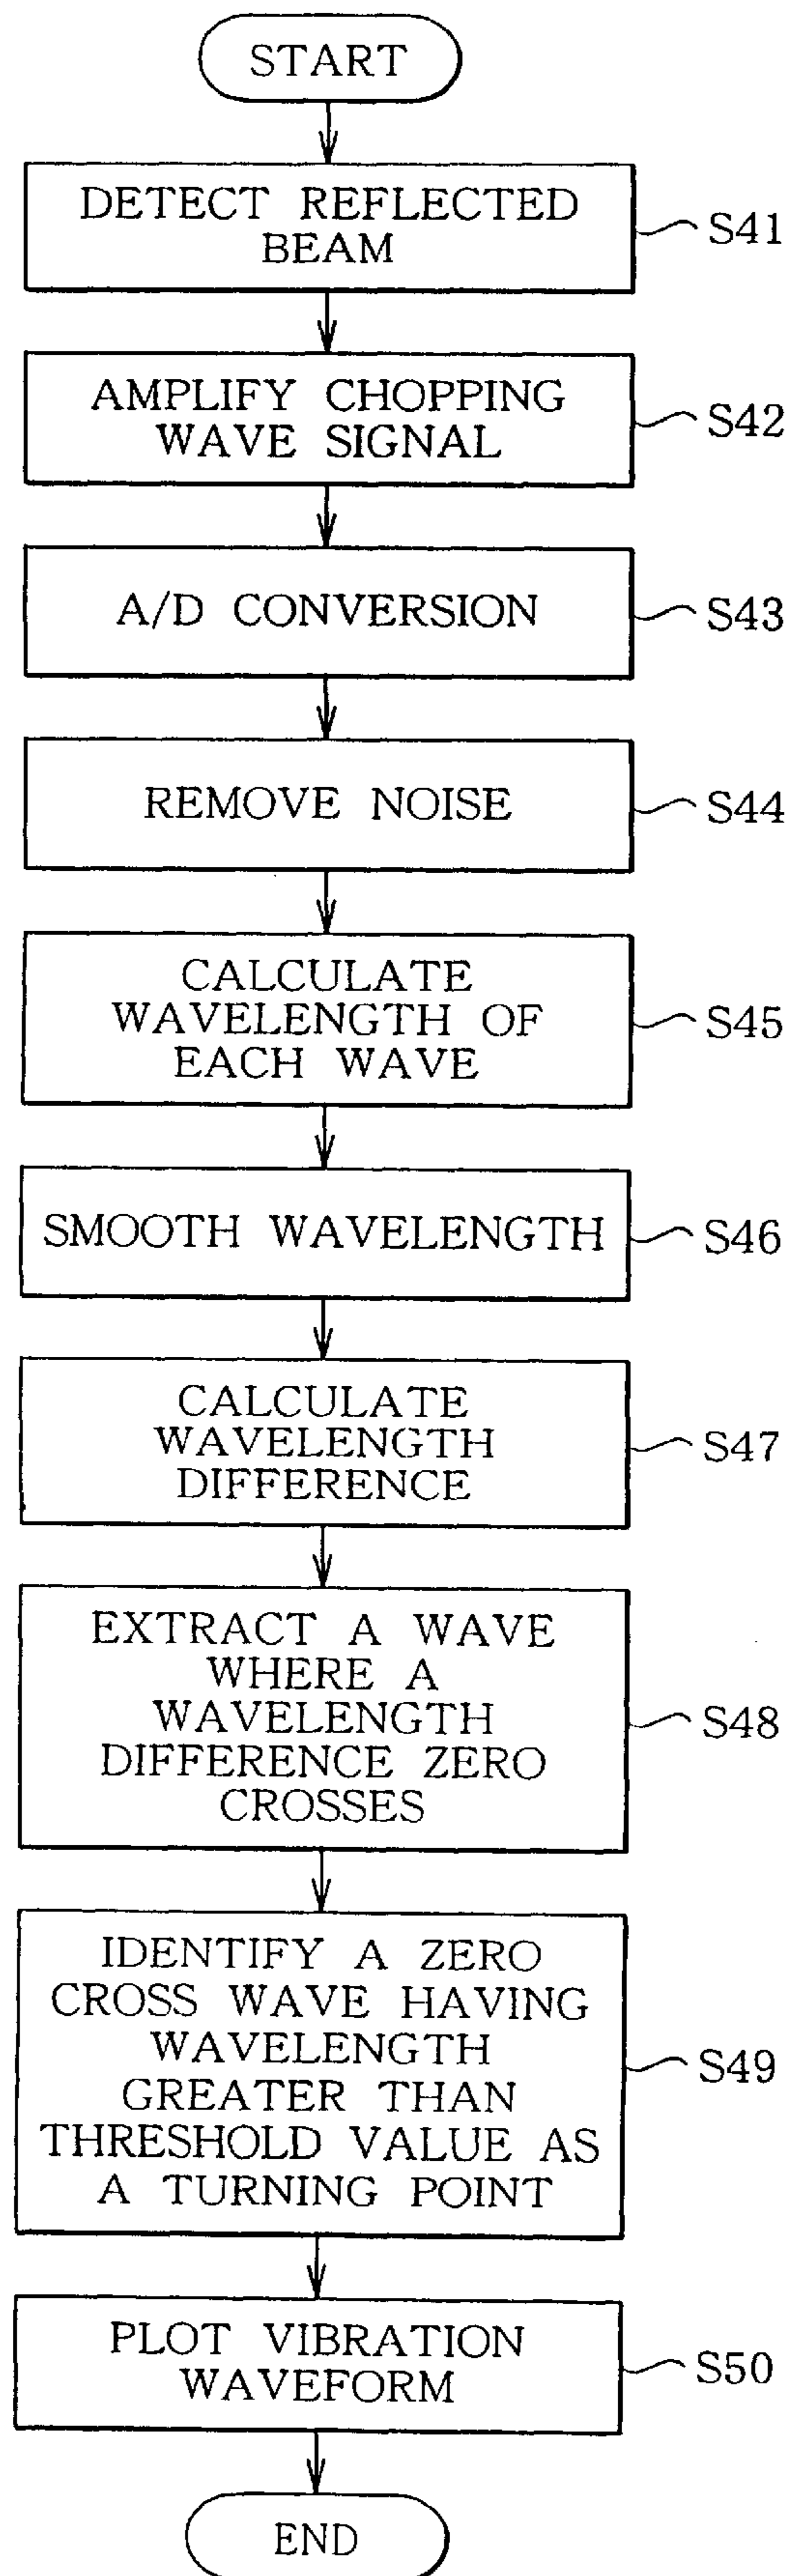 START
DETECT REFLECTED
BEAM
S41
AMPLIFY CHOPPING
WAVE SIGNAL
S42
A/D CONVERSION
S43
REMOVE NOISE
S44
CALCULATE
WAVELENGTH OF
EACH WAVE
S45
SMOOTH WAVELENGTH
S46
CALCULATE
WAVELENGTH
DIFFERENCE
S47
EXTRACT A WAVE
WHERE A
WAVELENGTH
DIFFERENCE ZERO
CROSSES
S48
IDENTIFY A ZERO
CROSS WAVE HAVING
WAVELENGTH
GREATER THAN
THRESHOLD VALUE AS
A TURNING POINT
S49
PLOT VIBRATION
WAVEFORM
S50
END